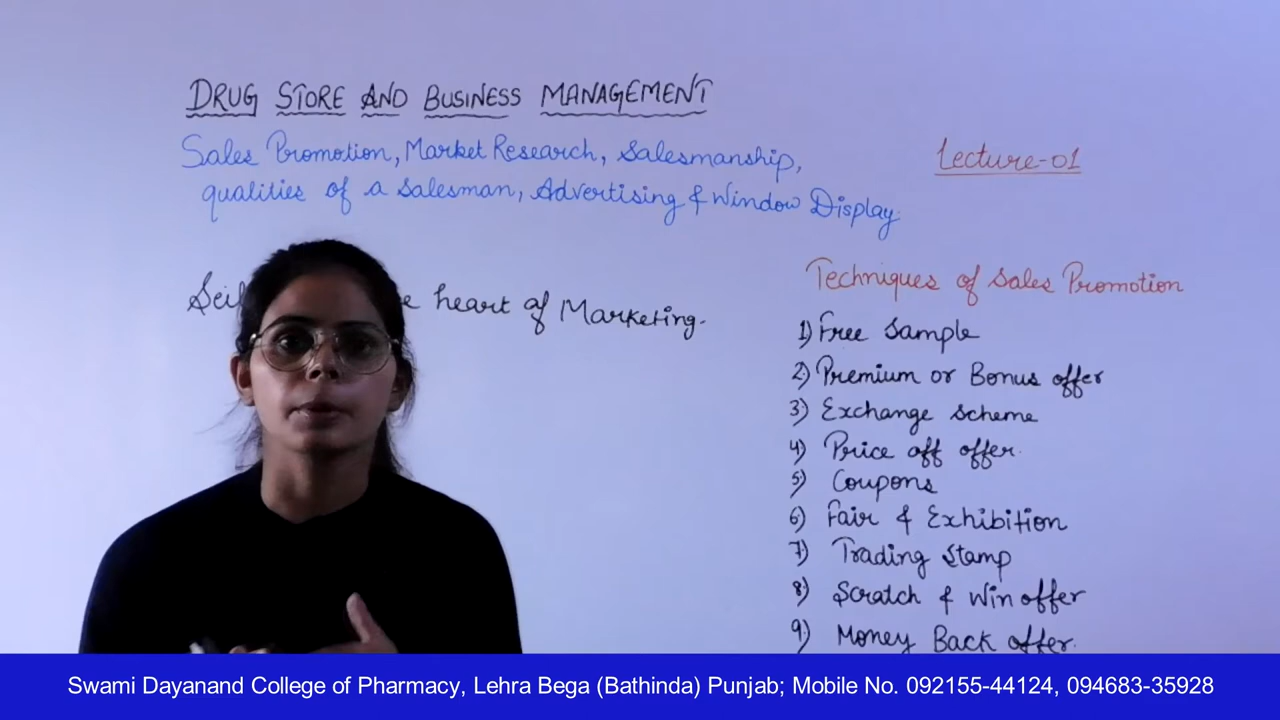 DRUG STORE AND BUSINESS MANAGEMENT
Sales Promotion, Market Research, Salesmanship,
qualities of a Salesman, Advertising & Window Display.
Lecture-01
heart of Marketing.
Techniques of Sales Promotion
1) Free Sample
2) Premium or Bonus offer
3) Exchange Scheme
4) Price off offer.
5) Coupons
6) Fair & Exhibition
7) Trading Stamp
8) Scratch & Win offer
9) Money Back offer.
Swami Dayanand College of Pharmacy, Lehra Bega (Bathinda) Punjab; Mobile No. 092155-44124, 094683-35928